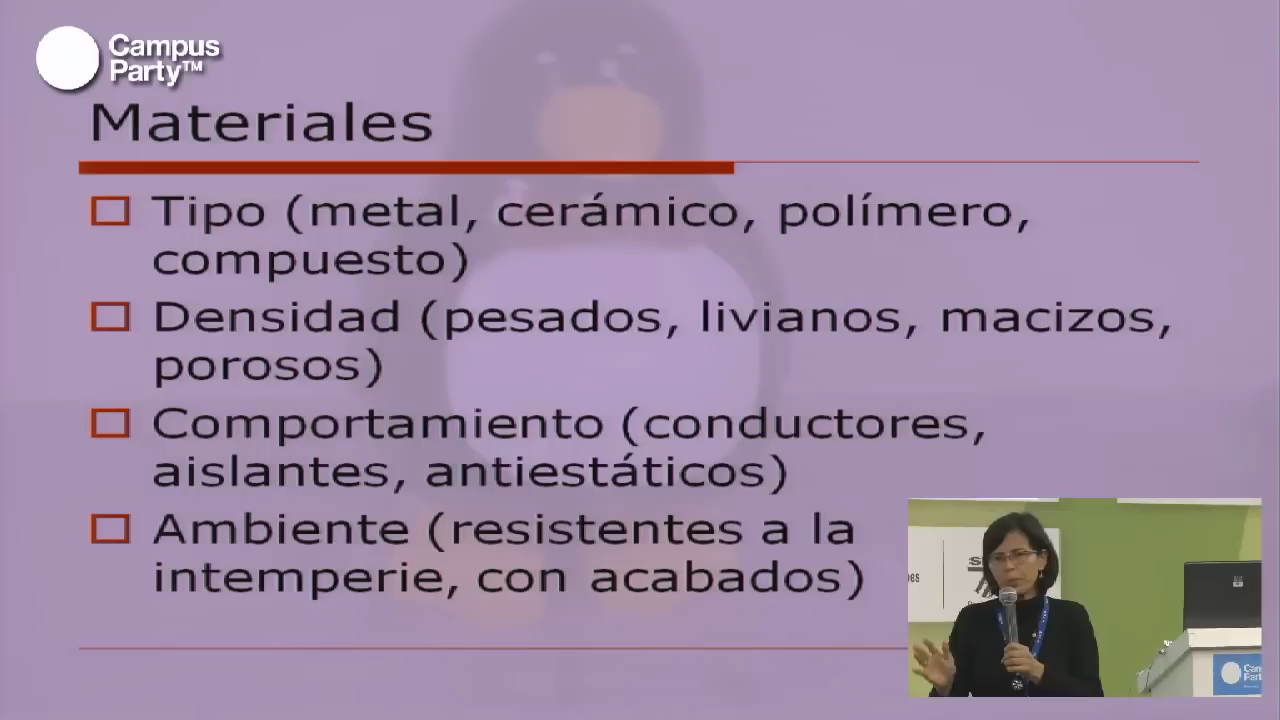 Campus
Party™
Materiales
Tipo (metal, cerámico, polímero,
compuesto)
Densidad (pesados, livianos, macizos,
porosos)
Comportamiento (conductores,
aislantes, antiestáticos)
Ambiente (resistentes a la
intemperie, con acabados)